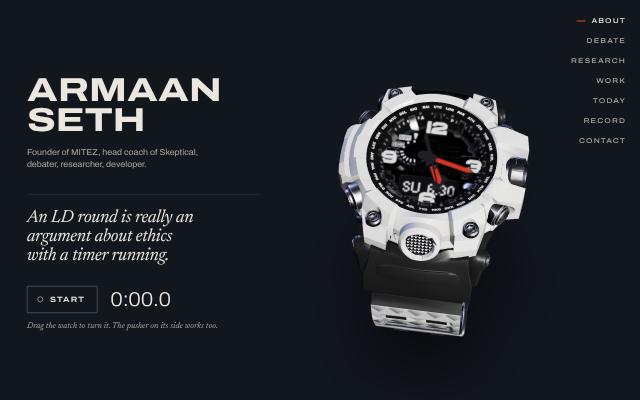 ABOUT
DEBATE
RESEARCH
WORK
TODAY
RECORD
CONTACT
ARMAAN
SETH
Founder of MITEZ, head coach of Skeptical,
debater, researcher, developer.
An LD round is really an
argument about ethics
with a timer running.
START
0:00.0
Drag the watch to turn it. The pusher on its side works too.
12
3
SU 6.30